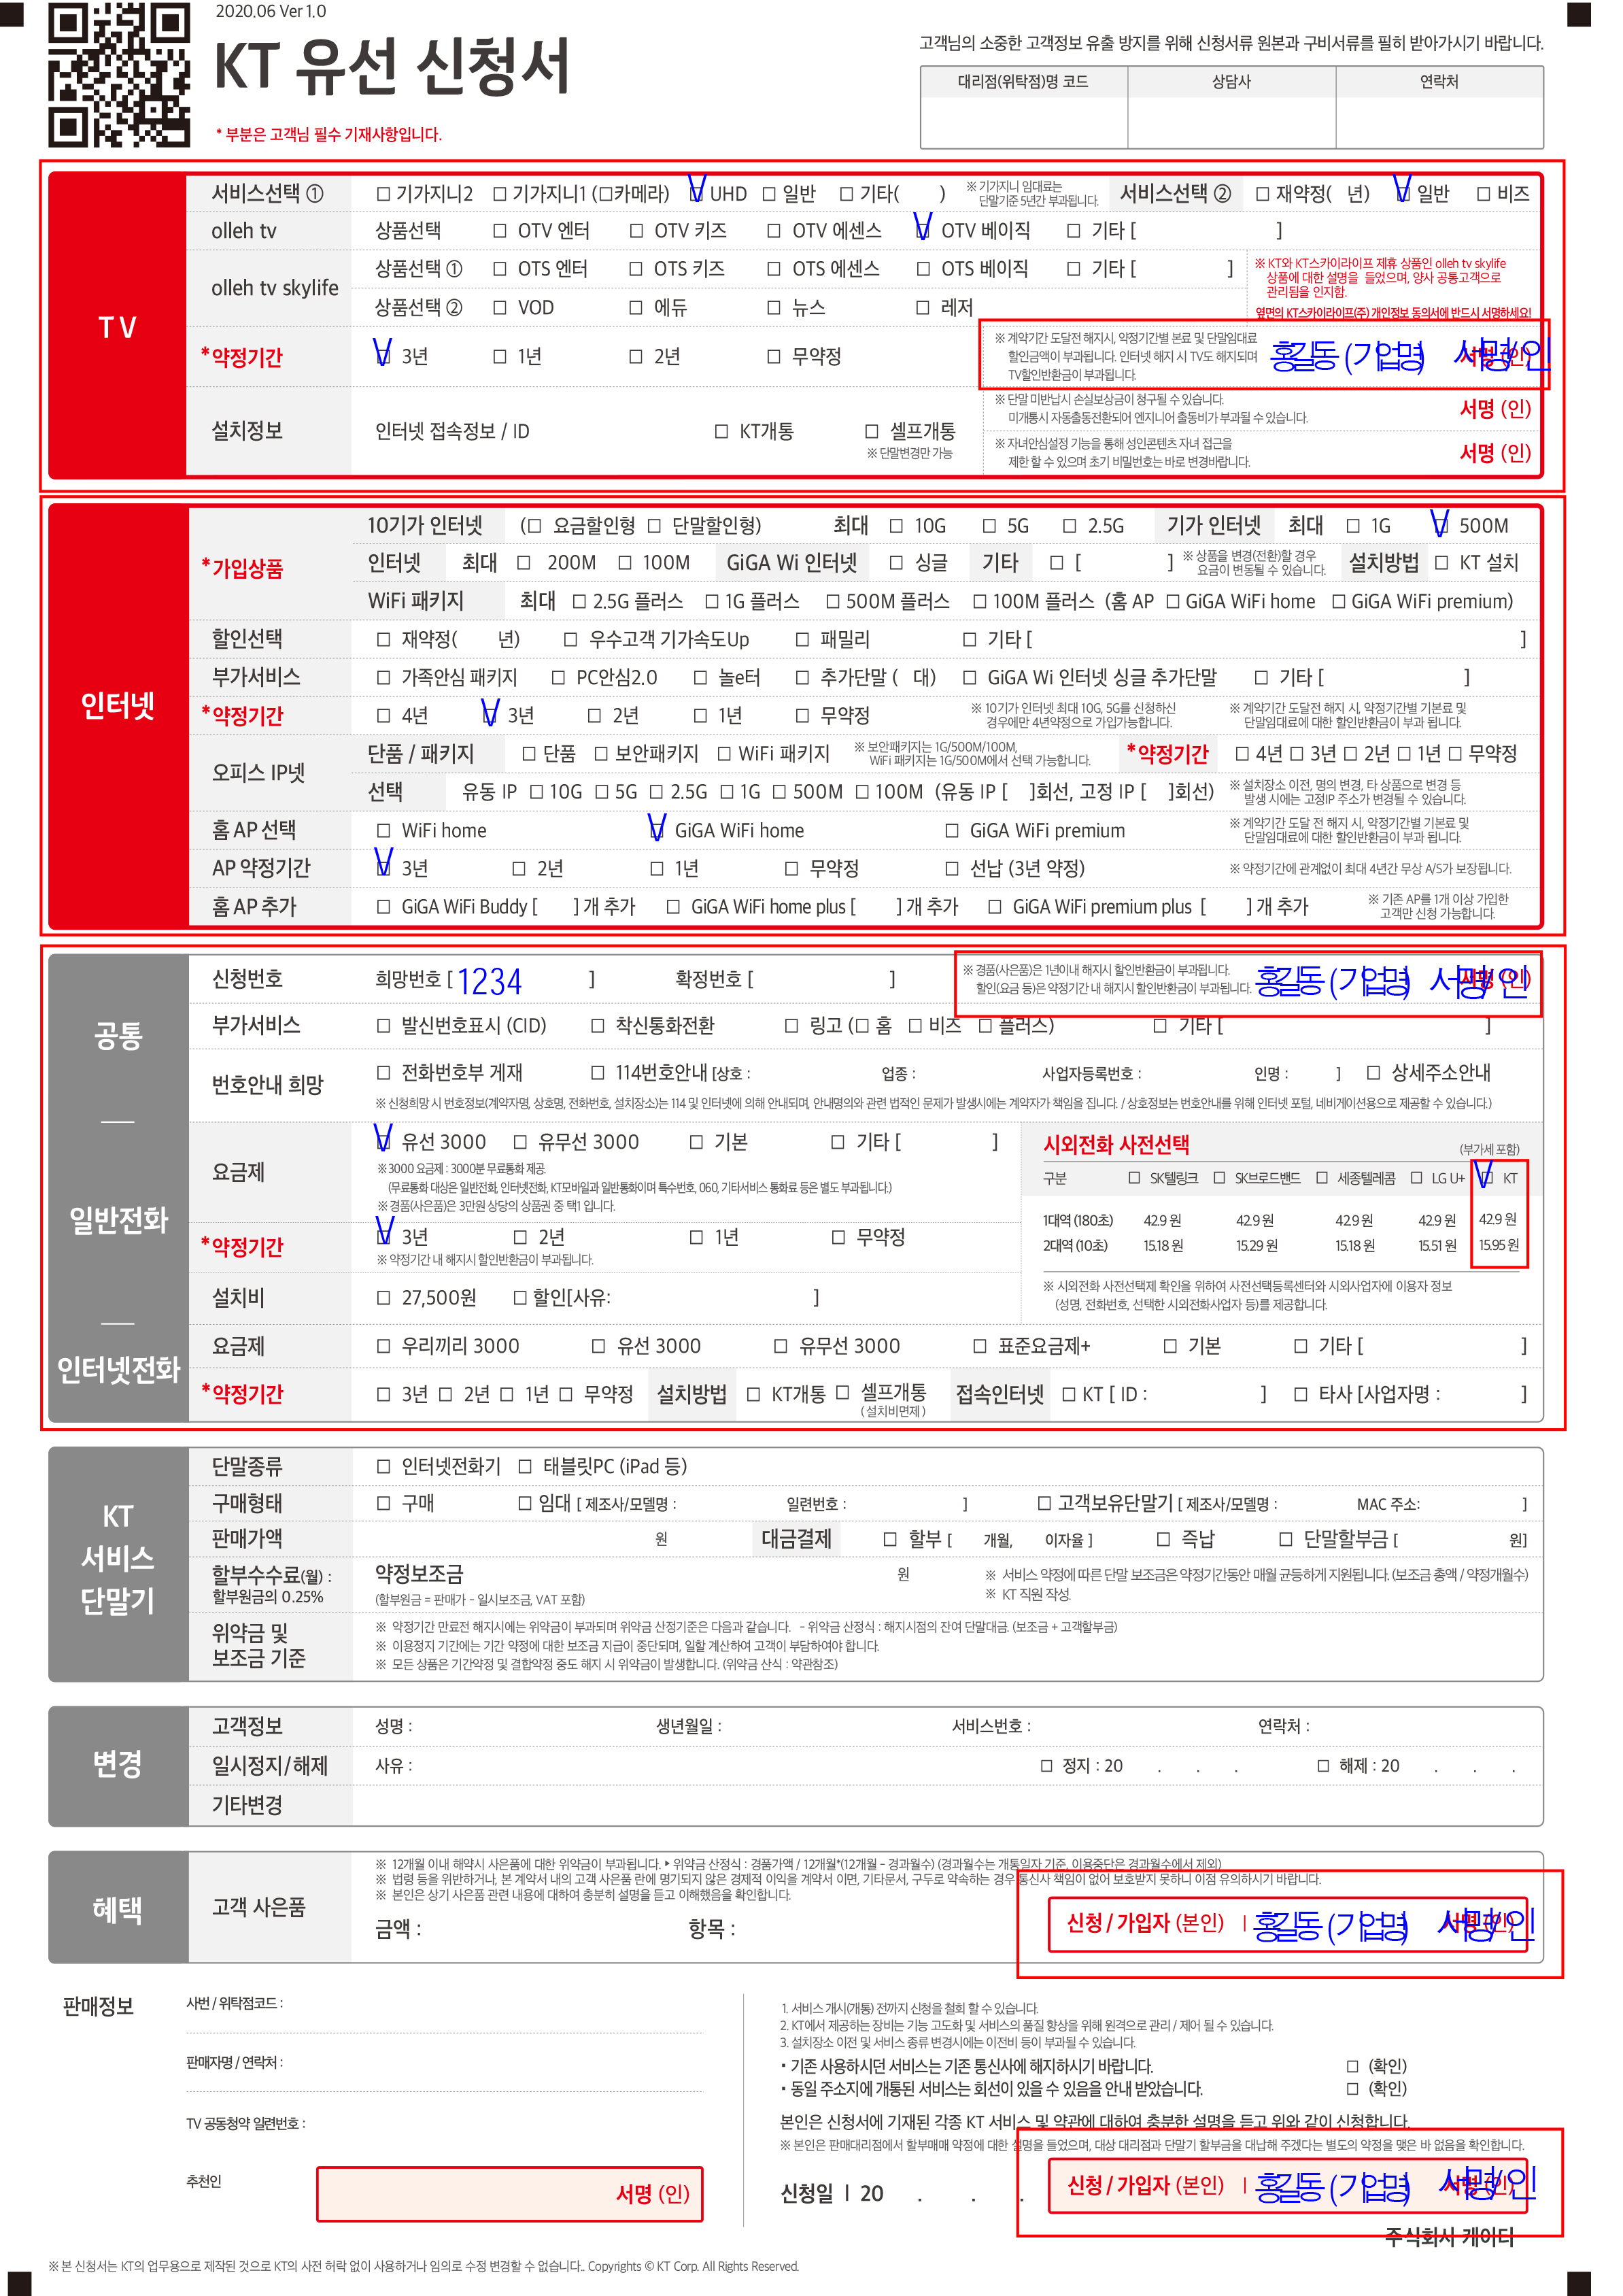 2020.06 Ver 1.0
KT 유선 신청서
* 부분은 고객님 필수 기재사항입니다.
고객님의 소중한 고객정보 유출 방지를 위해 신청서류 원본과 구비서류를 필히 받아가시기 바랍니다.
대리점(위탁점)명 코드 상담사 연락처
TV
서비스선택 ① □ 기가지니2 □ 기가지니1 (□카메라) V UHD □ 일반 □ 기타( ) ※ 기가지니 임대료는 단말기준 5년간 부과됩니다. 서비스선택 ② □ 재약정( 년) V 일반 □ 비즈
olleh tv 상품선택 □ OTV 엔터 □ OTV 키즈 □ OTV 에센스 V OTV 베이직 □ 기타 [ ]
olleh tv skylife 상품선택 ① □ OTS 엔터 □ OTS 키즈 □ OTS 에센스 □ OTS 베이직 □ 기타 [ ]
상품선택 ② □ VOD □ 에듀 □ 뉴스 □ 레저
※ KT와 KT스카이라이프 제휴 상품인 olleh tv skylife
상품에 대한 설명을 들었으며, 양사 공통고객으로
관리됨을 인지함.
옆면의 KT스카이라이프(주) 개인정보 동의서에 반드시 서명하세요!
*약정기간 V 3년 □ 1년 □ 2년 □ 무약정
※ 계약기간 도달전 해지시, 약정기간별 본료 및 단말임대료
할인금액이 부과됩니다. 인터넷 해지 시 TV도 해지되며
TV할인반환금이 부과됩니다.
홍길동 (기업명) 서명/인 서명 (인)
설치정보 인터넷 접속정보 / ID □ KT개통 □ 셀프개통
※ 단말변경만 가능
※ 단말 미반납시 손실보상금이 청구될 수 있습니다.
미개통시 자동출동전환되어 엔지니어 출동비가 부과될 수 있습니다. 서명 (인)
※ 자녀안심설정 기능을 통해 성인콘텐츠 자녀 접근을
제한 할 수 있으며 초기 비밀번호는 바로 변경바랍니다. 서명 (인)
인터넷
*가입상품 10기가 인터넷 (□ 요금할인형 □ 단말할인형) 최대 □ 10G □ 5G □ 2.5G 기가 인터넷 최대 □ 1G V 500M
인터넷 최대 □ 200M □ 100M GiGA Wi 인터넷 □ 싱글 기타 □ [ ] ※ 상품을 변경(전환)할 경우 요금이 변동될 수 있습니다. 설치방법 □ KT 설치
WiFi 패키지 최대 □ 2.5G 플러스 □ 1G 플러스 □ 500M 플러스 □ 100M 플러스 (홈 AP □ GiGA WiFi home □ GiGA WiFi premium)
할인선택 □ 재약정( 년) □ 우수고객 기가속도Up □ 패밀리 □ 기타 [ ]
부가서비스 □ 가족안심 패키지 □ PC안심2.0 □ 놀e터 □ 추가단말 ( 대) □ GiGA Wi 인터넷 싱글 추가단말 □ 기타 [ ]
*약정기간 □ 4년 V 3년 □ 2년 □ 1년 □ 무약정 ※ 10기가 인터넷 최대 10G, 5G를 신청하신 경우에만 4년약정으로 가입가능합니다. ※ 계약기간 도달전 해지 시, 약정기간별 기본료 및 단말임대료에 대한 할인반환금이 부과 됩니다.
오피스 IP넷 단품 / 패키지 □ 단품 □ 보안패키지 □ WiFi 패키지 ※ 보안패키지는 1G/500M/100M, WiFi 패키지는 1G/500M에서 선택 가능합니다. *약정기간 □ 4년 □ 3년 □ 2년 □ 1년 □ 무약정
선택 유동 IP □ 10G □ 5G □ 2.5G □ 1G □ 500M □ 100M (유동 IP [ ]회선, 고정 IP [ ]회선) ※ 설치장소 이전, 명의 변경, 타 상품으로 변경 등 발생 시에는 고정IP 주소가 변경될 수 있습니다.
홈 AP 선택 □ WiFi home V GiGA WiFi home □ GiGA WiFi premium ※ 계약기간 도달 전 해지 시, 약정기간별 기본료 및 단말임대료에 대한 할인반환금이 부과 됩니다.
AP 약정기간 V 3년 □ 2년 □ 1년 □ 무약정 □ 선납 (3년 약정) ※ 약정기간에 관계없이 최대 4년간 무상 A/S가 보장됩니다.
홈 AP 추가 □ GiGA WiFi Buddy [ ] 개 추가 □ GiGA WiFi home plus [ ] 개 추가 □ GiGA WiFi premium plus [ ] 개 추가 ※ 기존 AP를 1개 이상 가입한 고객만 신청 가능합니다.
공통
신청번호 희망번호 [ 1234 ] 확정번호 [ ]
※ 경품(사은품)은 1년이내 해지시 할인반환금이 부과됩니다.
할인(요금 등)은 약정기간 내 해지시 할인반환금이 부과됩니다.
홍길동 (기업명) 서명/인 서명 (인)
부가서비스 □ 발신번호표시 (CID) □ 착신통화전환 □ 링고 (□ 홈 □ 비즈 □ 플러스) □ 기타 [ ]
번호안내 희망 □ 전화번호부 게재 □ 114번호안내 [상호 : 업종 : 사업자등록번호 : 인명 : ] □ 상세주소안내
※ 신청희망 시 번호정보(계약자명, 상호명, 전화번호, 설치장소)는 114 및 인터넷에 의해 안내되며, 안내명의와 관련 법적인 문제가 발생시에는 계약자가 책임을 집니다. / 상호정보는 번호안내를 위해 인터넷 포털, 네비게이션용으로 제공할 수 있습니다.)
일반전화
요금제 V 유선 3000 □ 유무선 3000 □ 기본 □ 기타 [ ]
※3000 요금제 : 3000분 무료통화 제공.
(무료통화 대상은 일반전화, 인터넷전화, KT모바일과 일반통화이며 특수번호, 060, 기타서비스 통화료 등은 별도 부과됩니다.)
※ 경품(사은품)은 3만원 상당의 상품권 중 택1 입니다.
*약정기간 V 3년 □ 2년 □ 1년 □ 무약정
※ 약정기간 내 해지시 할인반환금이 부과됩니다.
설치비 □ 27,500원 □ 할인[사유: ]
시외전화 사전선택 (부가세 포함)
구분 □ SK텔링크 □ SK브로드밴드 □ 세종텔레콤 □ LG U+ V KT
1대역 (180초) 42.9 원 42.9 원 42.9 원 42.9 원 42.9 원
2대역 (10초) 15.18 원 15.29 원 15.18 원 15.51 원 15.95 원
※ 시외전화 사전선택제 확인을 위하여 사전선택등록센터와 시외사업자에 이용자 정보
(성명, 전화번호, 선택한 시외전화사업자 등)를 제공합니다.
인터넷전화
요금제 □ 우리끼리 3000 □ 유선 3000 □ 유무선 3000 □ 표준요금제+ □ 기본 □ 기타 [ ]
*약정기간 □ 3년 □ 2년 □ 1년 □ 무약정 설치방법 □ KT개통 □ 셀프개통 (설치비면제) 접속인터넷 □ KT [ ID : ] □ 타사 [사업자명 : ]
KT
서비스
단말기
단말종류 □ 인터넷전화기 □ 태블릿PC (iPad 등)
구매형태 □ 구매 □ 임대 [ 제조사/모델명 : 일련번호 : ] □ 고객보유단말기 [ 제조사/모델명 : MAC 주소: ]
판매가액 원 대금결제 □ 할부 [ 개월, 이자율 ] □ 즉납 □ 단말할부금 [ 원]
할부수수료(월) :
할부원금의 0.25%
약정보조금 원
(할부원금 = 판매가 - 일시보조금, VAT 포함)
※ 서비스 약정에 따른 단말 보조금은 약정기간동안 매월 균등하게 지원됩니다. (보조금 총액 / 약정개월수)
※ KT 직원 작성.
위약금 및
보조금 기준
※ 약정기간 만료전 해지시에는 위약금이 부과되며 위약금 산정기준은 다음과 같습니다. - 위약금 산정식 : 해지시점의 잔여 단말대금. (보조금 + 고객할부금)
※ 이용정지 기간에는 기간 약정에 대한 보조금 지급이 중단되며, 일할 계산하여 고객이 부담하여야 합니다.
※ 모든 상품은 기간약정 및 결합약정 중도 해지 시 위약금이 발생합니다. (위약금 산식 : 약관참조)
변경
고객정보 성명 : 생년월일 : 서비스번호 : 연락처 :
일시정지/해제 사유 : □ 정지 : 20 . . . □ 해제 : 20 . . .
기타변경
혜택
고객 사은품
※ 12개월 이내 해약시 사은품에 대한 위약금이 부과됩니다. ▸ 위약금 산정식 : 경품가액 / 12개월*(12개월 - 경과월수) (경과월수는 개통일자 기준, 이용중단은 경과월수에서 제외)
※ 법령 등을 위반하거나, 본 계약서 내의 고객 사은품 란에 명기되지 않은 경제적 이익을 계약서 이면, 기타문서, 구두로 약속하는 경우 통신사 책임이 없어 보호받지 못하니 이점 유의하시기 바랍니다.
※ 본인은 상기 사은품 관련 내용에 대하여 충분히 설명을 듣고 이해했음을 확인합니다.
금액 : 항목 :
신청 / 가입자 (본인) | 홍길동 (기업명) 서명/인 서명 (인)
판매정보
사번 / 위탁점코드 :
판매자명 / 연락처 :
TV 공동청약 일련번호 :
추천인 서명 (인)
1. 서비스 개시(개통) 전까지 신청을 철회 할 수 있습니다.
2. KT에서 제공하는 장비는 기능 고도화 및 서비스의 품질 향상을 위해 원격으로 관리 / 제어 될 수 있습니다.
3. 설치장소 이전 및 서비스 종류 변경시에는 이전비 등이 부과될 수 있습니다.
• 기존 사용하시던 서비스는 기존 통신사에 해지하시기 바랍니다. □ (확인)
• 동일 주소지에 개통된 서비스는 회선이 있을 수 있음을 안내 받았습니다. □ (확인)
본인은 신청서에 기재된 각종 KT 서비스 및 약관에 대하여 충분한 설명을 듣고 위와 같이 신청합니다.
※ 본인은 판매대리점에서 할부매매 약정에 대한 설명을 들었으며, 대상 대리점과 단말기 할부금을 대납해 주겠다는 별도의 약정을 맺은 바 없음을 확인합니다.
신청일 | 20 . . .
신청 / 가입자 (본인) | 홍길동 (기업명) 서명/인 서명 (인)
주식회사 케이티
※ 본 신청서는 KT의 업무용으로 제작된 것으로 KT의 사전 허락 없이 사용하거나 임의로 수정 변경할 수 없습니다.. Copyrights © KT Corp. All Rights Reserved.